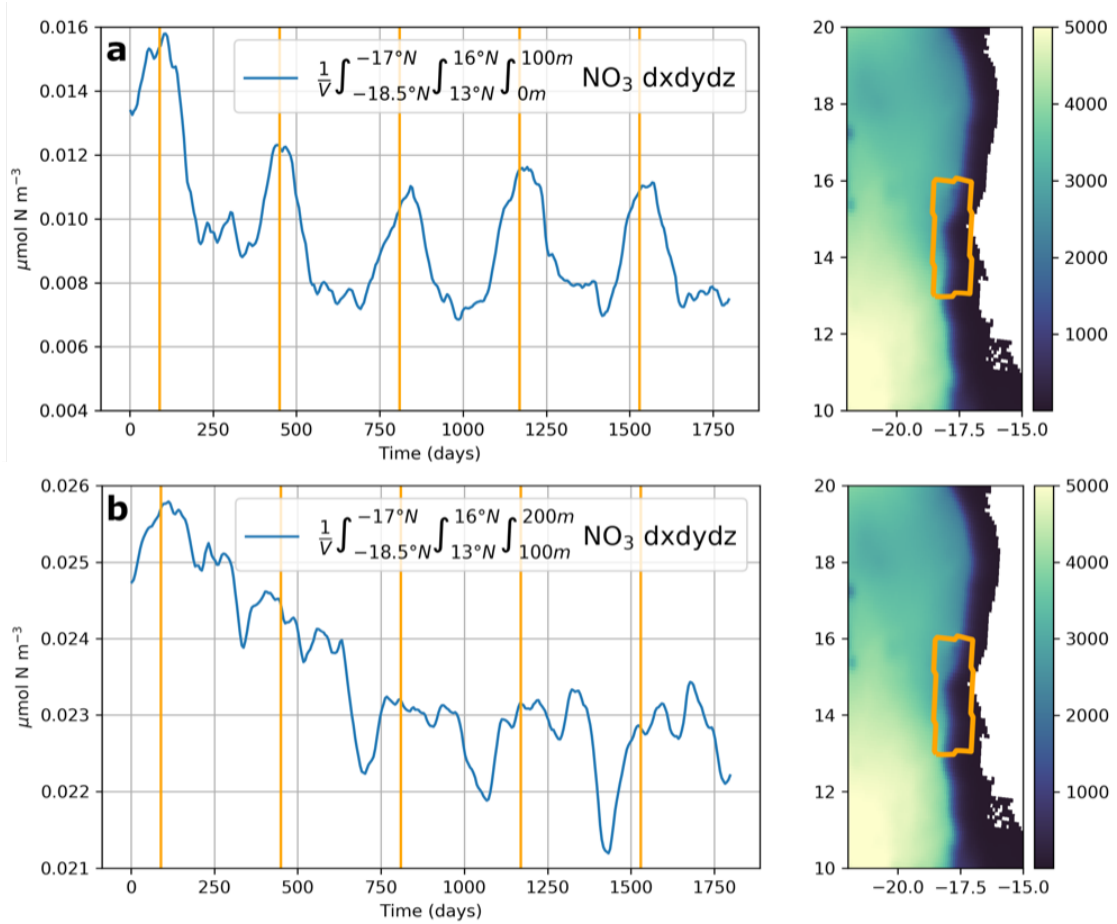 a
0.016
0.014
0.012
0.010
0.008
0.006
0.004
μmol N m⁻³
1/V ∫_{−18.5°N}^{−17°N} ∫_{13°N}^{16°N} ∫_{0m}^{100m} NO₃ dxdydz
0 250 500 750 1000 1250 1500 1750
Time (days)
20
18
16
14
12
10
−20.0 −17.5 −15.0
5000
4000
3000
2000
1000
b
0.026
0.025
0.024
0.023
0.022
0.021
μmol N m⁻³
1/V ∫_{−18.5°N}^{−17°N} ∫_{13°N}^{16°N} ∫_{100m}^{200m} NO₃ dxdydz
0 250 500 750 1000 1250 1500 1750
Time (days)
20
18
16
14
12
10
−20.0 −17.5 −15.0
5000
4000
3000
2000
1000